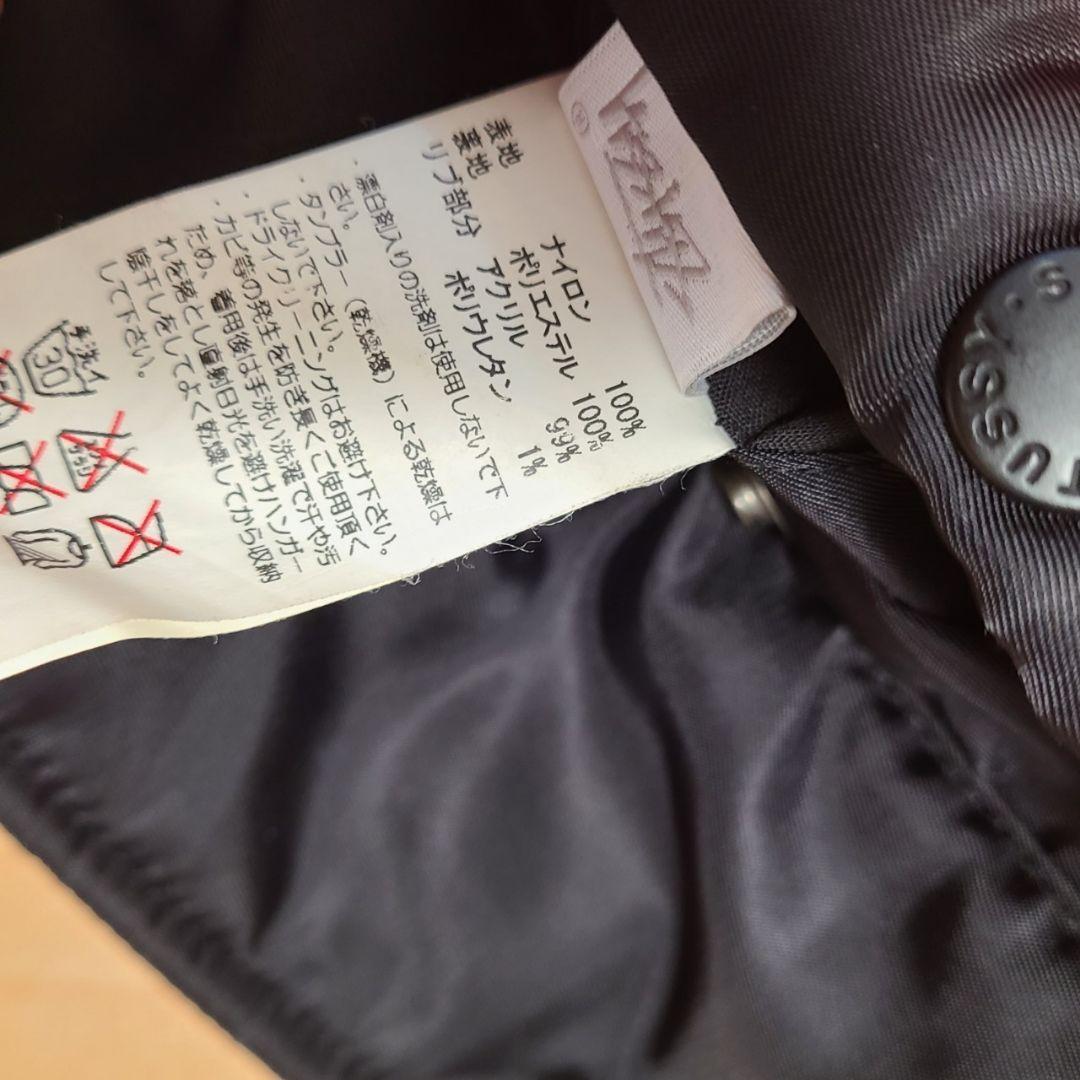 表地 ナイロン 100%
裏地 ポリエステル 100%
リブ部分 アクリル 99%
ポリウレタン 1%
・漂白剤入りの洗剤は使用しないで下
さい。
・タンブラー（乾燥機）による乾燥は
しないで下さい。
・ドライクリーニングはお避け下さい。
・カビ等の発生を防ぎ長くご使用頂く
ため、着用後は手洗い洗濯で汗や汚
れを落とし直射日光を避けハンガー
陰干しをしてよく乾燥してから収納
して下さい。
手洗イ
30
STUSSY.S